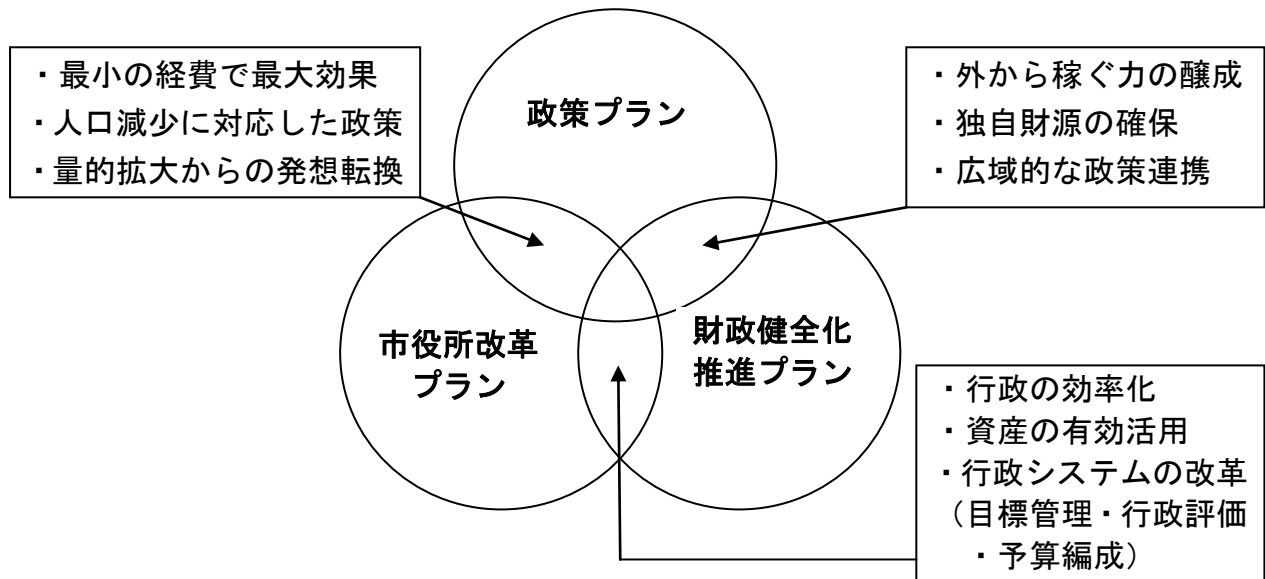 ・最小の経費で最大効果
・人口減少に対応した政策
・量的拡大からの発想転換
政策プラン
・外から稼ぐ力の醸成
・独自財源の確保
・広域的な政策連携
市役所改革
プラン
財政健全化
推進プラン
・行政の効率化
・資産の有効活用
・行政システムの改革
（目標管理・行政評価
・予算編成）